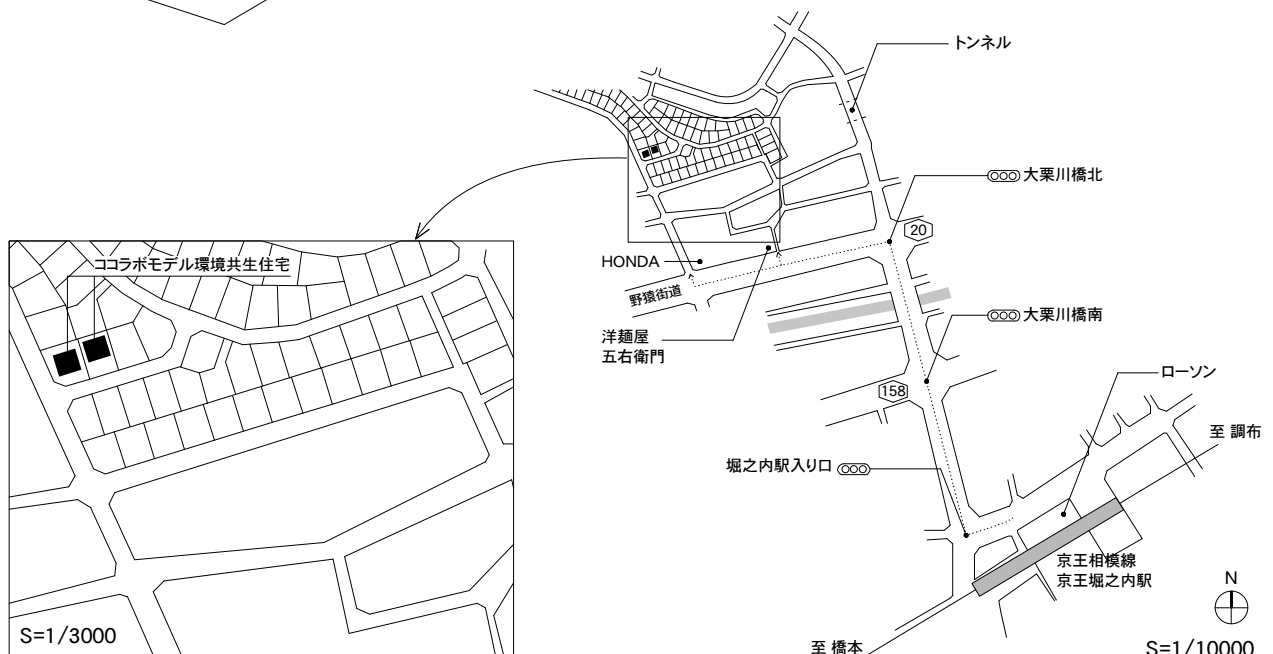 トンネル
大栗川橋北
20
ココラボモデル環境共生住宅
HONDA
野猿街道
大栗川橋南
洋麺屋
五右衛門
ローソン
158
至 調布
堀之内駅入り口
京王相模線
京王堀之内駅
N
S=1/3000
至 橋本
S=1/10000